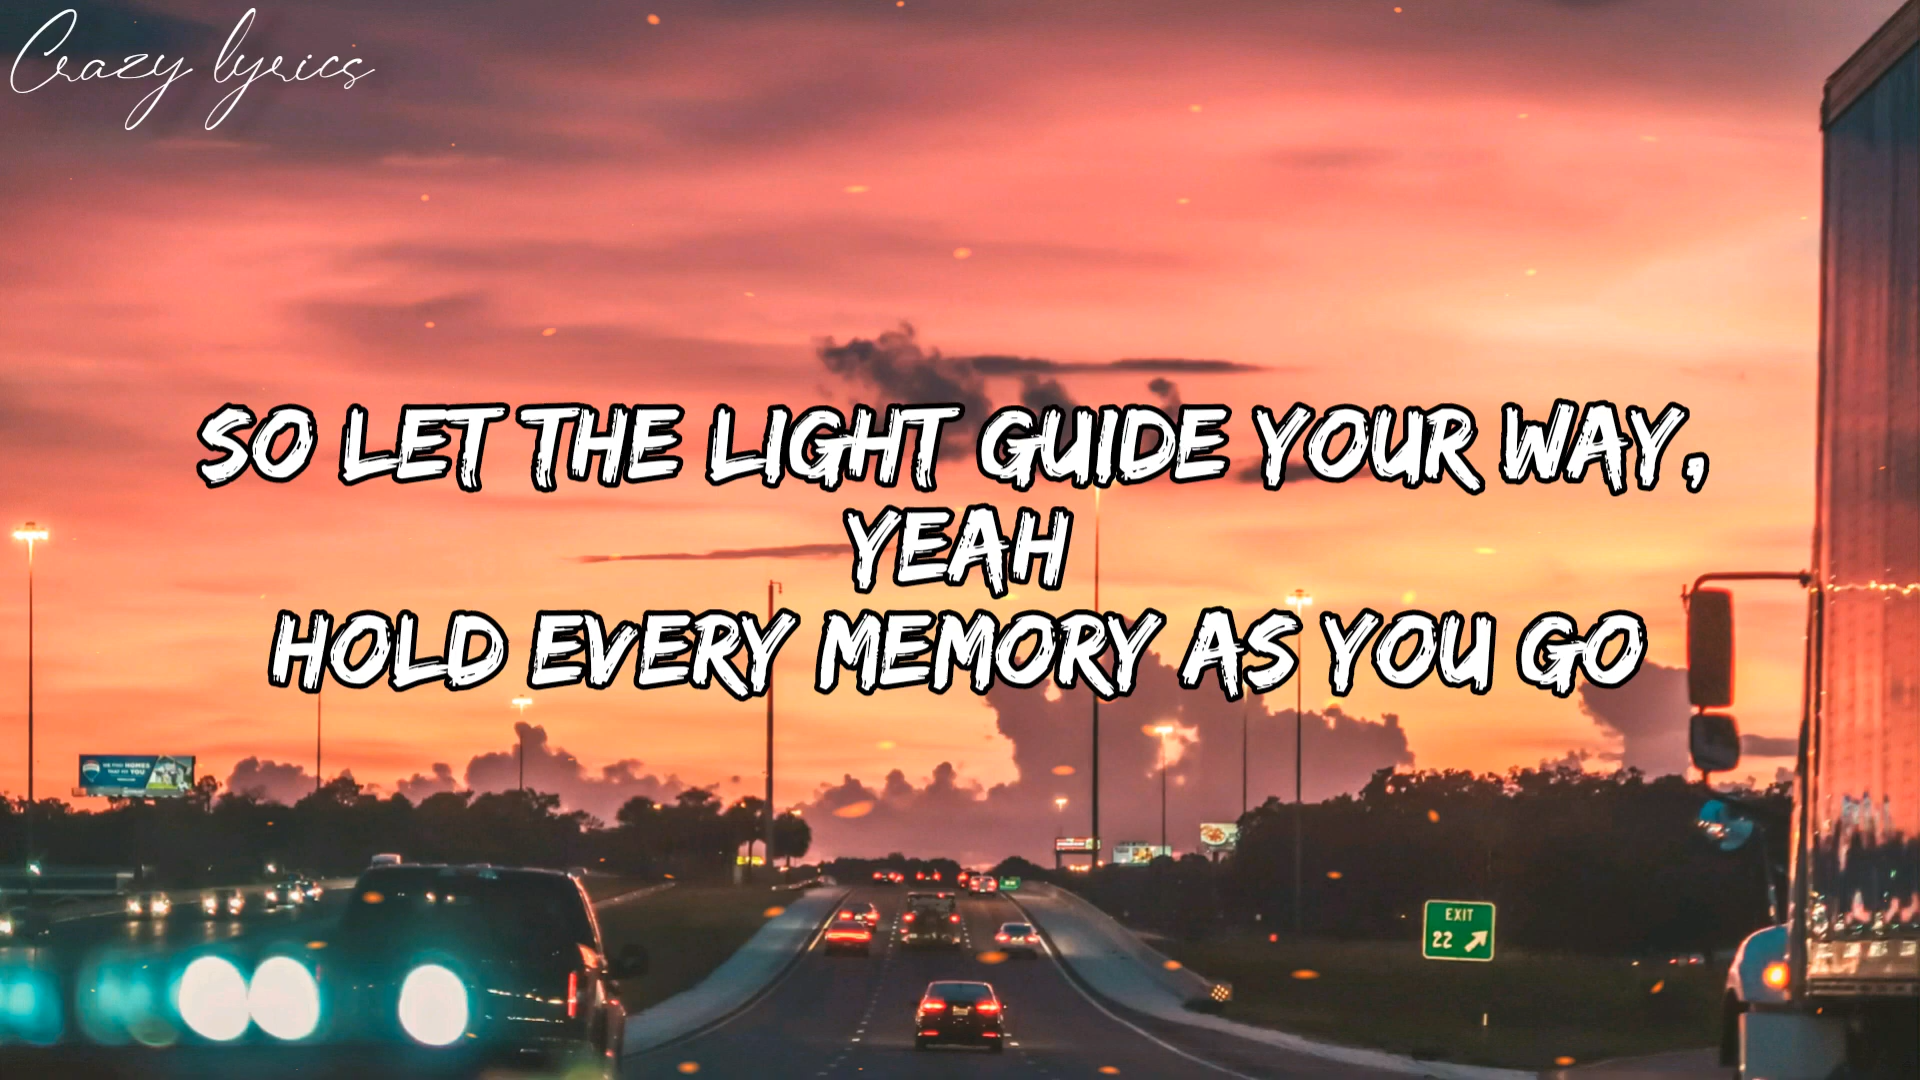 Crazy lyrics
SO LET THE LIGHT GUIDE YOUR WAY,
YEAH
HOLD EVERY MEMORY AS YOU GO
EXIT
22